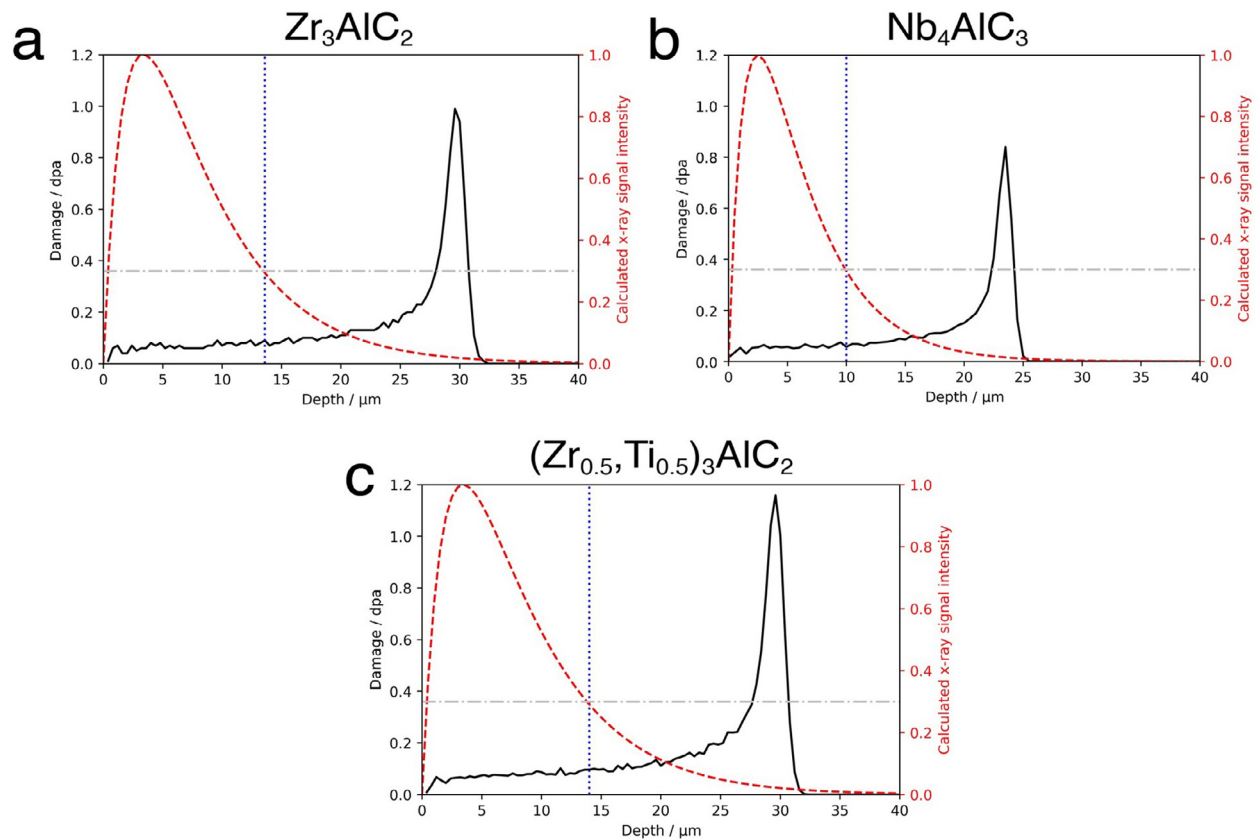 a
Zr₃AlC₂
1.2
1.0
0.8
0.6
0.4
0.2
0.0
Damage / dpa
0 5 10 15 20 25 30 35 40
Depth / μm
1.0
0.8
0.6
0.4
0.2
0.0
Calculated x-ray signal intensity
b
Nb₄AlC₃
1.2
1.0
0.8
0.6
0.4
0.2
0.0
Damage / dpa
0 5 10 15 20 25 30 35 40
Depth / μm
1.0
0.8
0.6
0.4
0.2
0.0
Calculated x-ray signal intensity
c
(Zr₀.₅,Ti₀.₅)₃AlC₂
1.2
1.0
0.8
0.6
0.4
0.2
0.0
Damage / dpa
0 5 10 15 20 25 30 35 40
Depth / μm
1.0
0.8
0.6
0.4
0.2
0.0
Calculated x-ray signal intensity